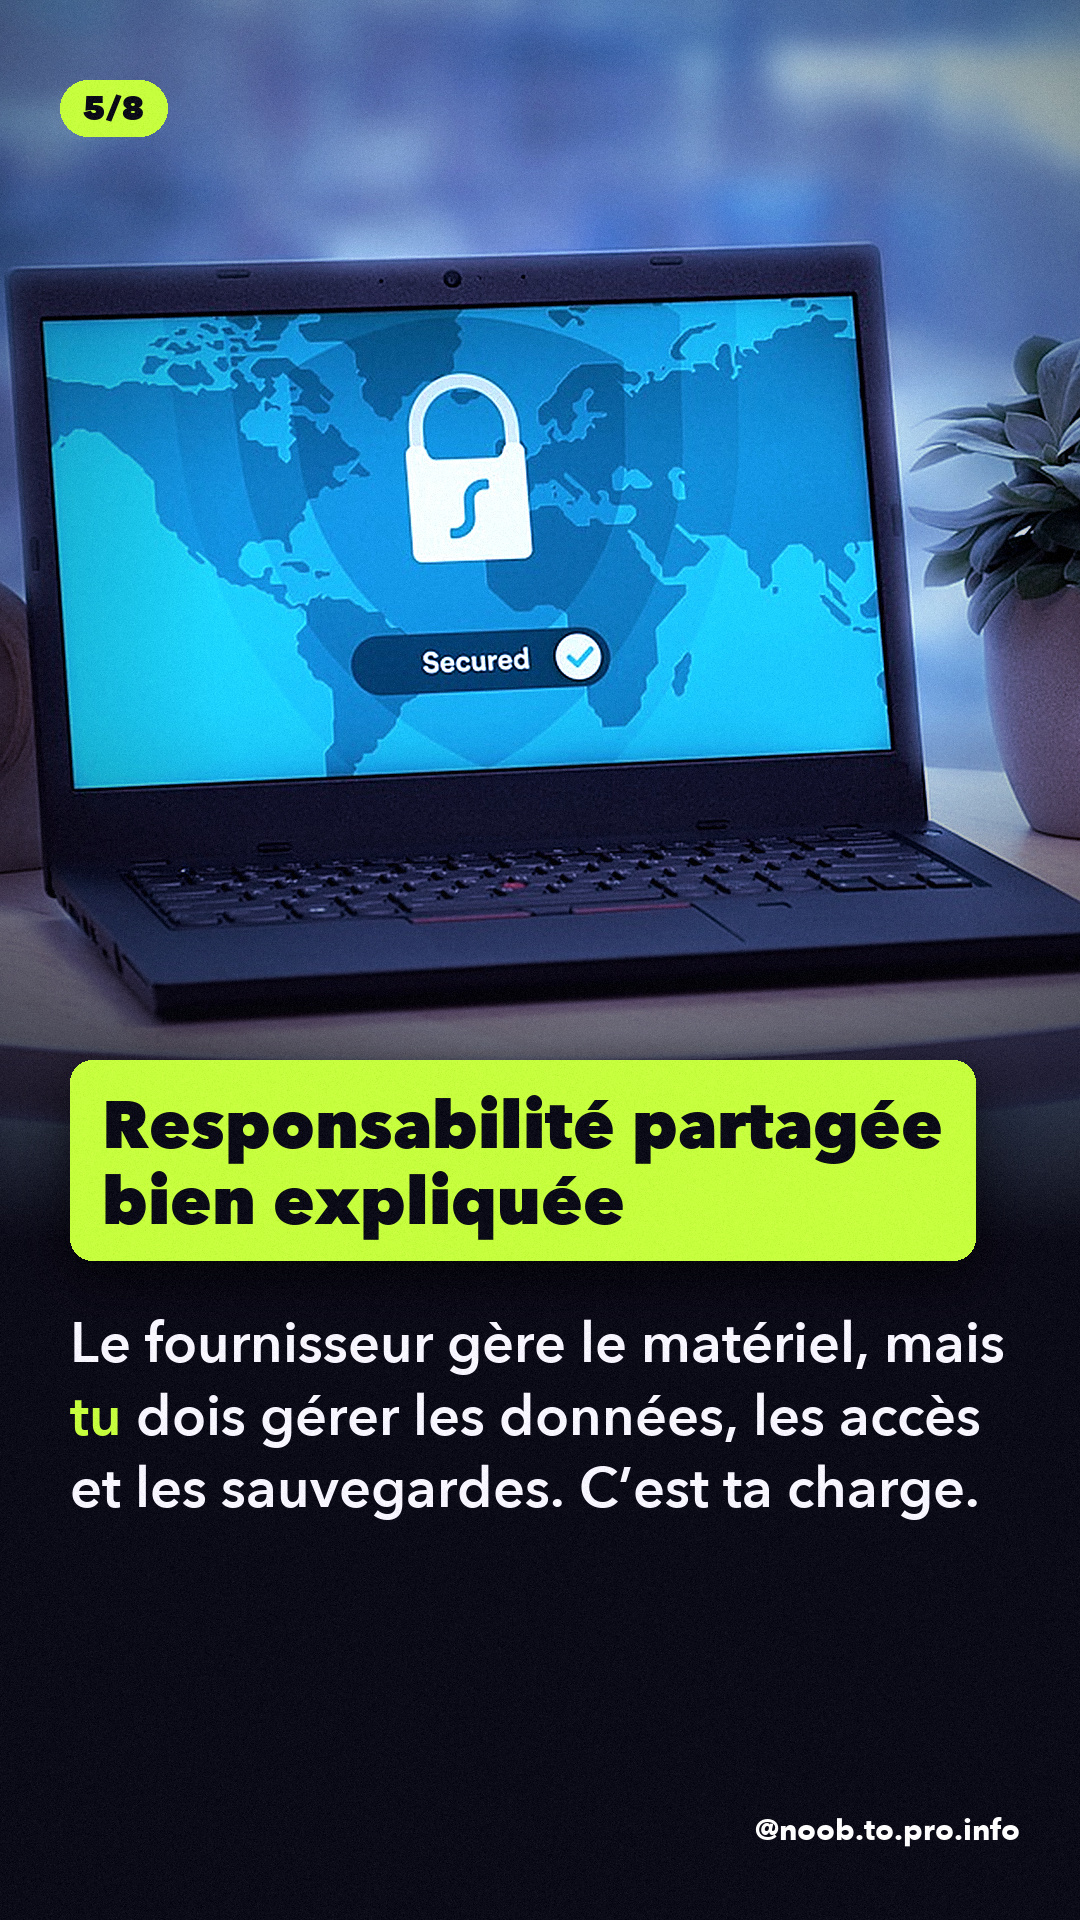 5/8
Secured
Responsabilité partagée
bien expliquée
Le fournisseur gère le matériel, mais
tu dois gérer les données, les accès
et les sauvegardes. C’est ta charge.
@noob.to.pro.info